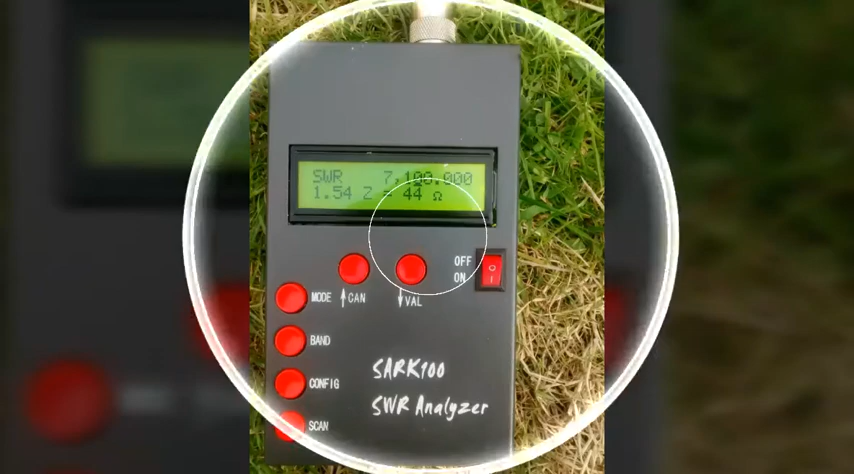 SWR 7,100.000
1.54 Z = 44 Ω
OFF
ON
O
I
MODE
↑CAN
↓VAL
BAND
CONFIG
SCAN
SARK100
SWR Analyzer